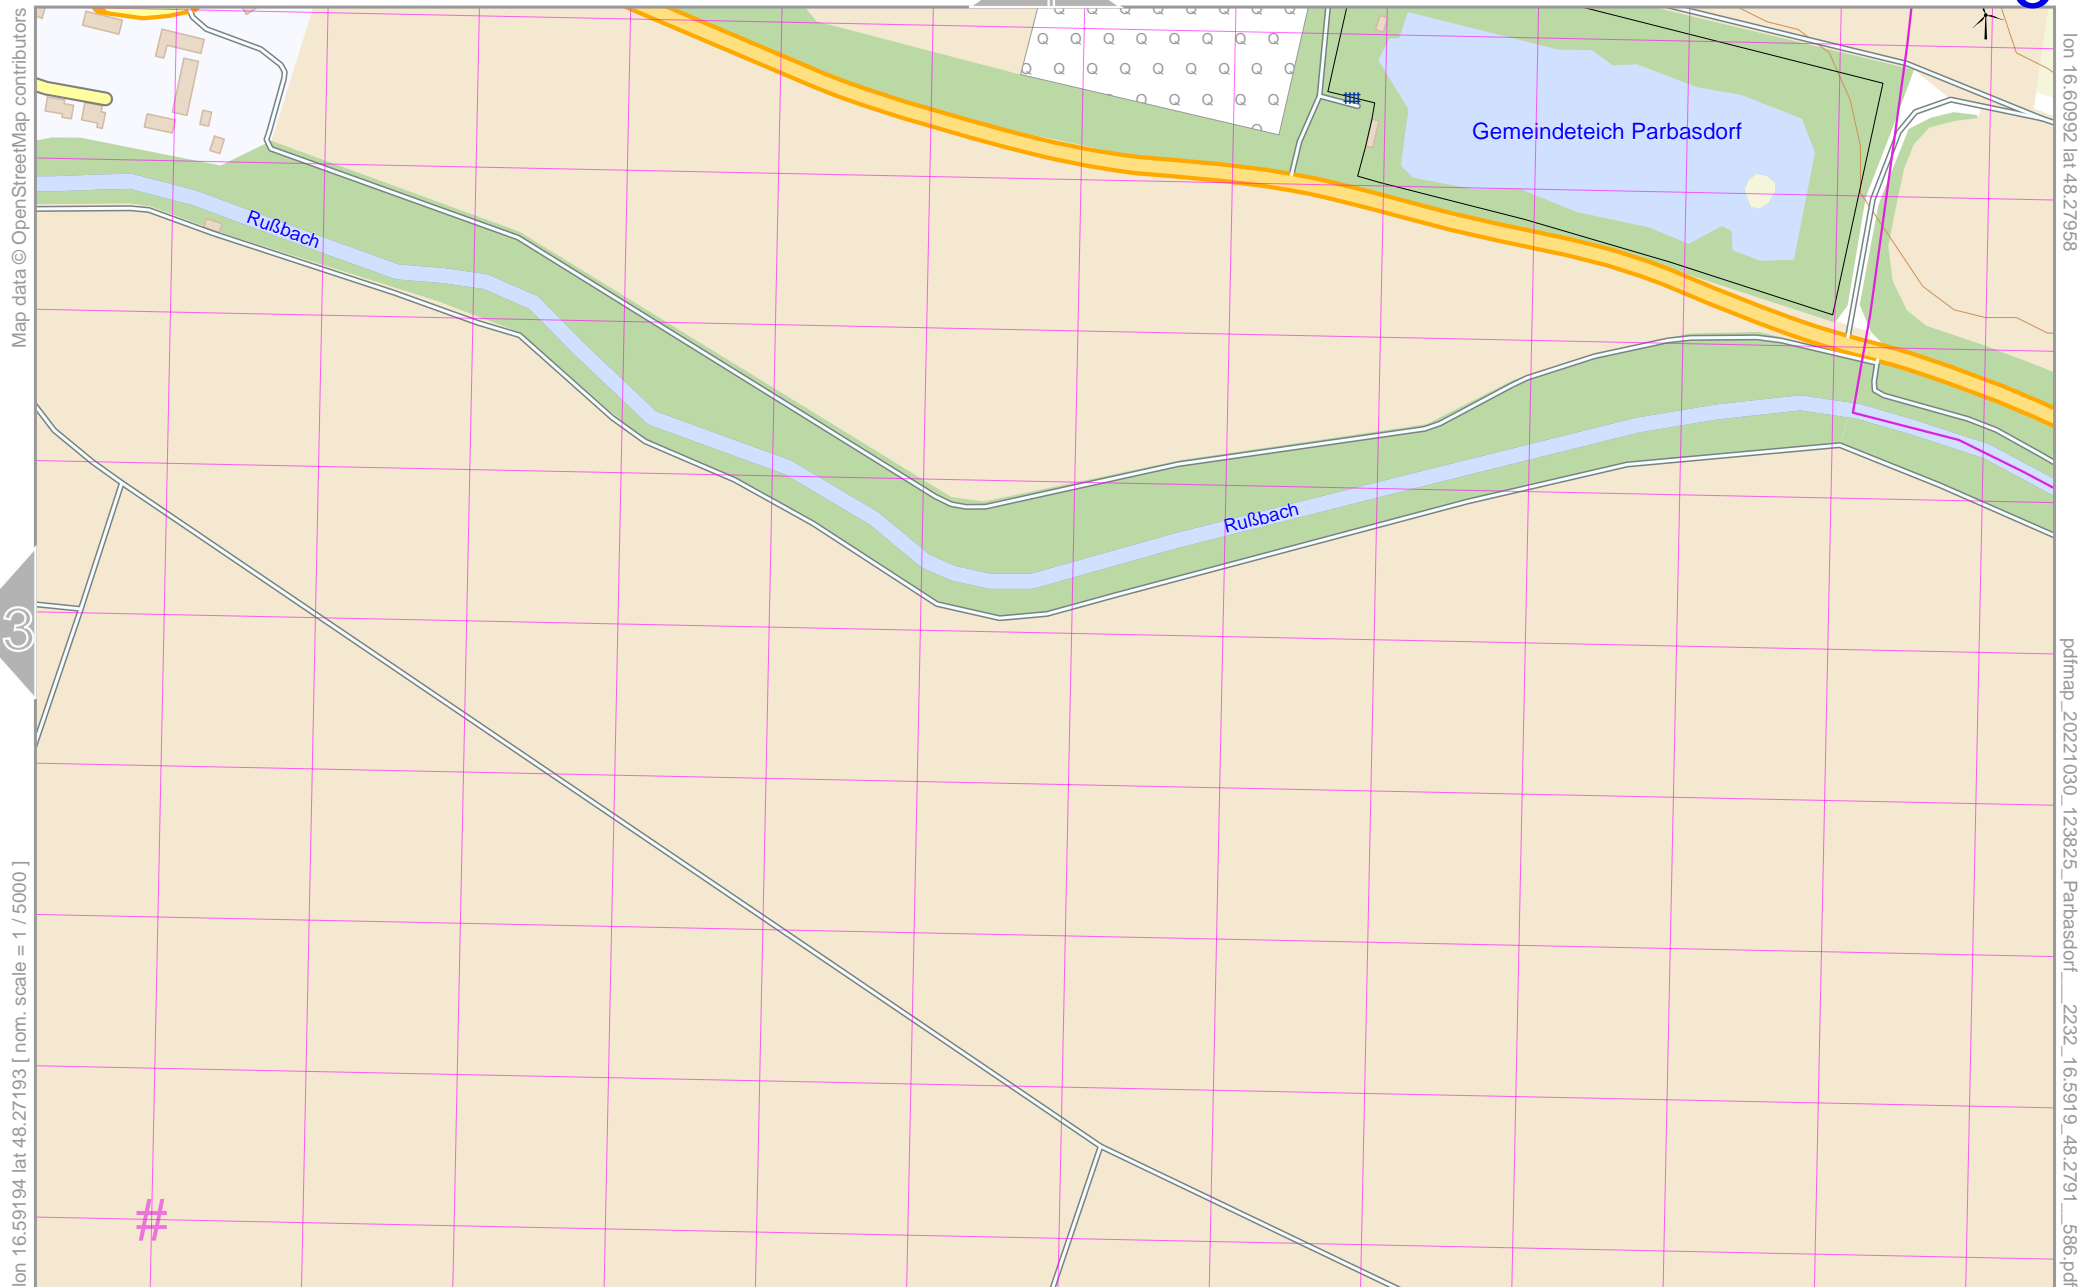 Map data © OpenStreetMap contributors
lon 16.60992 lat 48.27958
Gemeindeteich Parbasdorf
Rußbach
Rußbach
3
lon 16.59194 lat 48.27193 [ nom. scale = 1 / 5000 ]
pdfmap_20221030_123825_Parbasdorf___2232_16.5919_48.2791__586.pdf
#